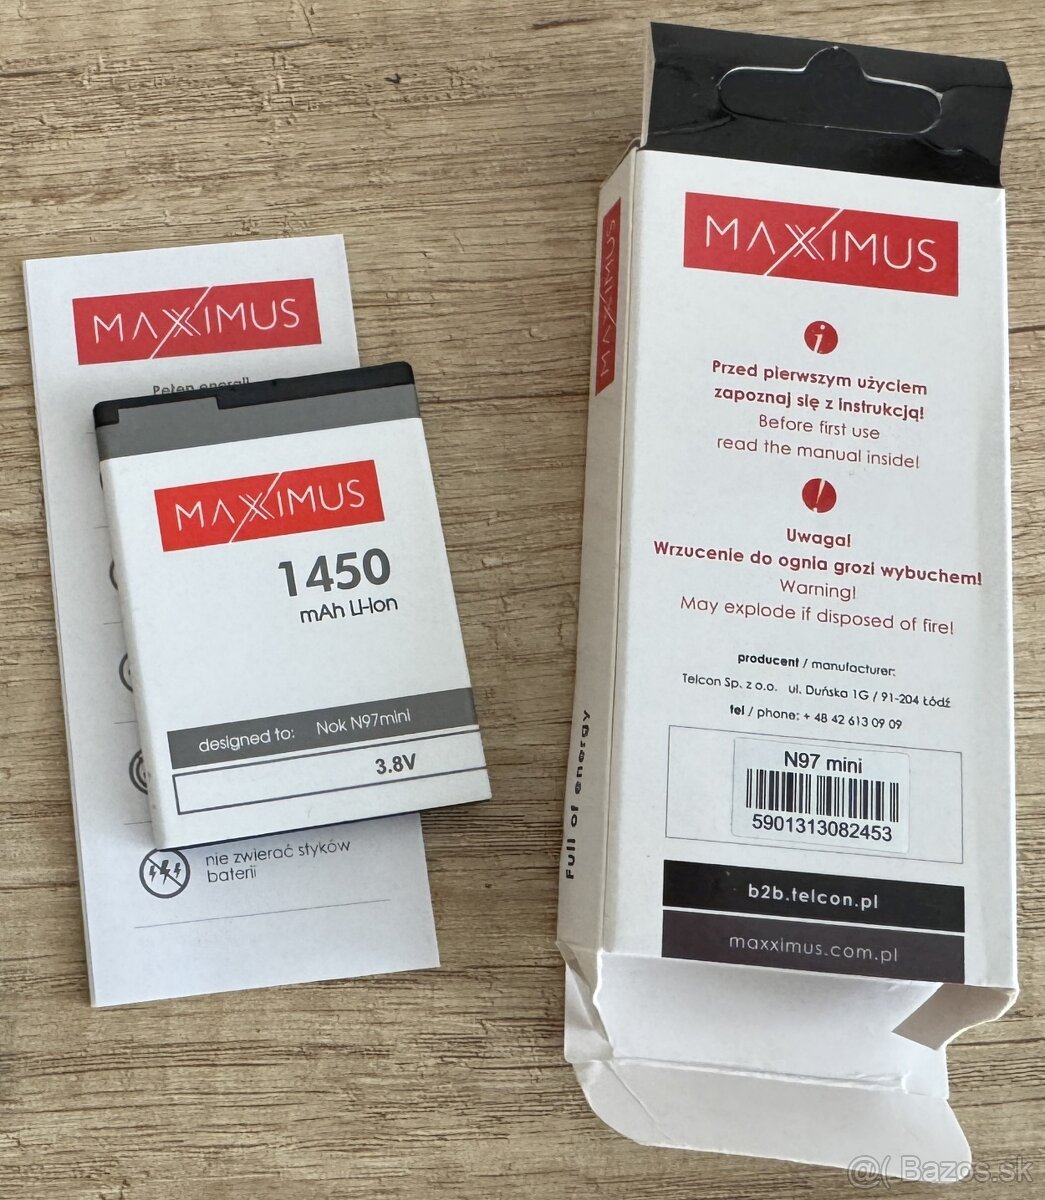 MAXXIMUS
Pełen energii
MAXXIMUS
1450
mAh Li-Ion
designed to: Nok N97mini
3.8V
nie zwierać styków
baterii
MAXXIMUS
Full of energy
MAXXIMUS
Przed pierwszym użyciem
zapoznaj się z instrukcją!
Before first use
read the manual inside!
Uwaga!
Wrzucenie do ognia grozi wybuchem!
Warning!
May explode if disposed of fire!
producent / manufacturer:
Telcon Sp. z o.o. ul. Duńska 1G / 91-204 Łódź
tel / phone: + 48 42 613 09 09
N97 mini
5901313082453
b2b.telcon.pl
maxximus.com.pl
@( Bazos.sk